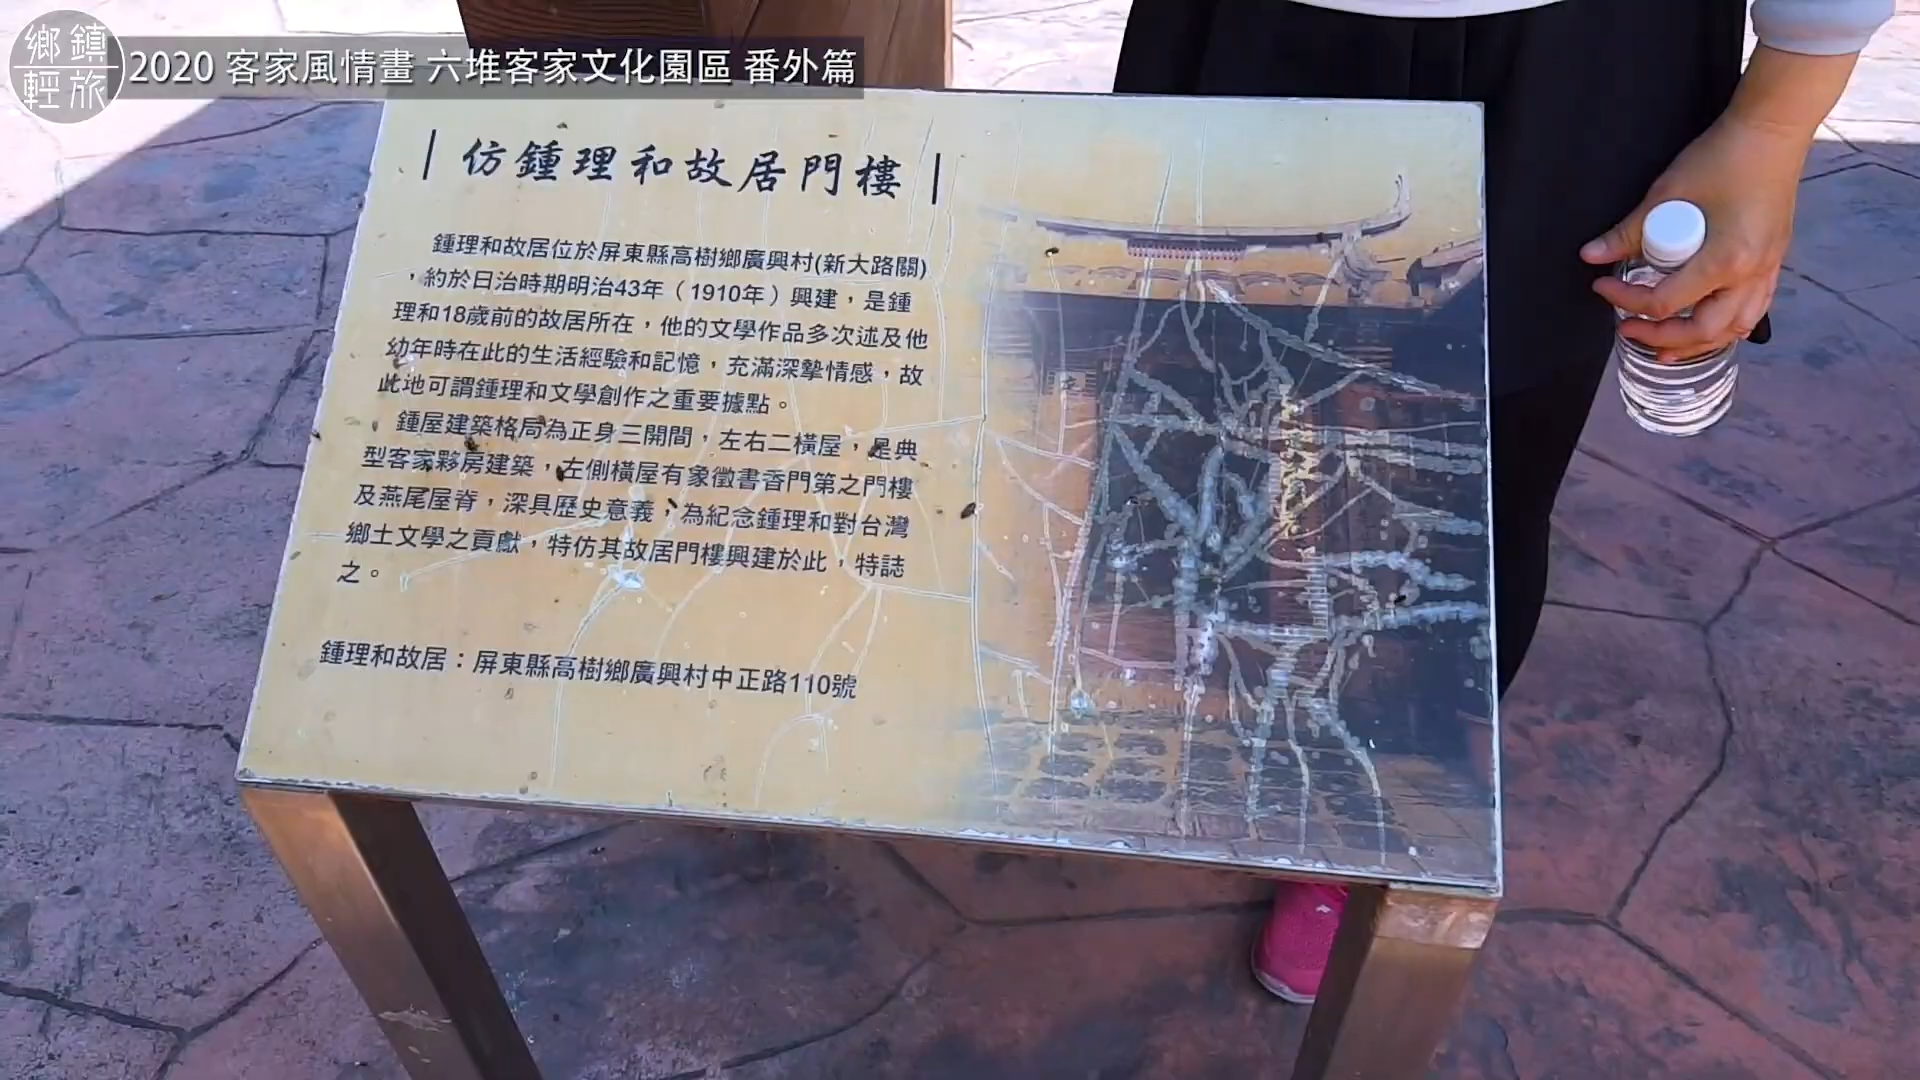 鄉鎮
輕旅
2020 客家風情畫 六堆客家文化園區 番外篇
| 仿鍾理和故居門樓 |
鍾理和故居位於屏東縣高樹鄉廣興村(新大路關)
，約於日治時期明治43年（1910年）興建，是鍾
理和18歲前的故居所在，他的文學作品多次述及他
幼年時在此的生活經驗和記憶，充滿深摯情感，故
此地可謂鍾理和文學創作之重要據點。
鍾屋建築格局為正身三開間，左右二橫屋，是典
型客家夥房建築，左側橫屋有象徵書香門第之門樓
及燕尾屋脊，深具歷史意義，為紀念鍾理和對台灣
鄉土文學之貢獻，特仿其故居門樓興建於此，特誌
之。
鍾理和故居：屏東縣高樹鄉廣興村中正路110號